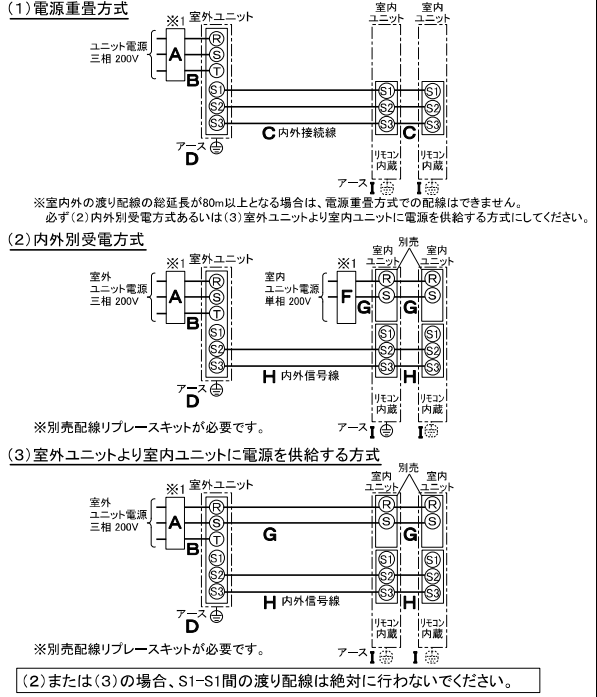 (1)電源重畳方式
※1 室外ユニット
室内ユニット 室内ユニット
ユニット電源
三相 200V
A
B
R
S
T
S1 S1 S1
S2 S2 S2
S3 S3 S3
C 内外接続線 C
アース
D
リモコン内蔵 リモコン内蔵
アース I
※室内外の渡り配線の総延長が80m以上となる場合は、電源重畳方式での配線はできません。
必ず(2)内外別受電方式あるいは(3)室外ユニットより室内ユニットに電源を供給する方式にしてください。
(2)内外別受電方式
別売
※1 室外ユニット ※1
室内ユニット 室内ユニット
室外
ユニット電源
三相 200V
A
B
室内
ユニット電源
単相 200V
F
G G
R R R
S S S
T
S1 S1 S1
S2 S2 S2
S3 S3 S3
H 内外信号線 H
アース
D
リモコン内蔵 リモコン内蔵
アース I I
※別売配線リプレースキットが必要です。
(3)室外ユニットより室内ユニットに電源を供給する方式
別売
※1 室外ユニット
室内ユニット 室内ユニット
室外
ユニット電源
三相 200V
A
B
R R R
S S S
T
G G
S1 S1 S1
S2 S2 S2
S3 S3 S3
H 内外信号線 H
アース
D
リモコン内蔵 リモコン内蔵
アース I
※別売配線リプレースキットが必要です。
(2)または(3)の場合、S1-S1間の渡り配線は絶対に行わないでください。